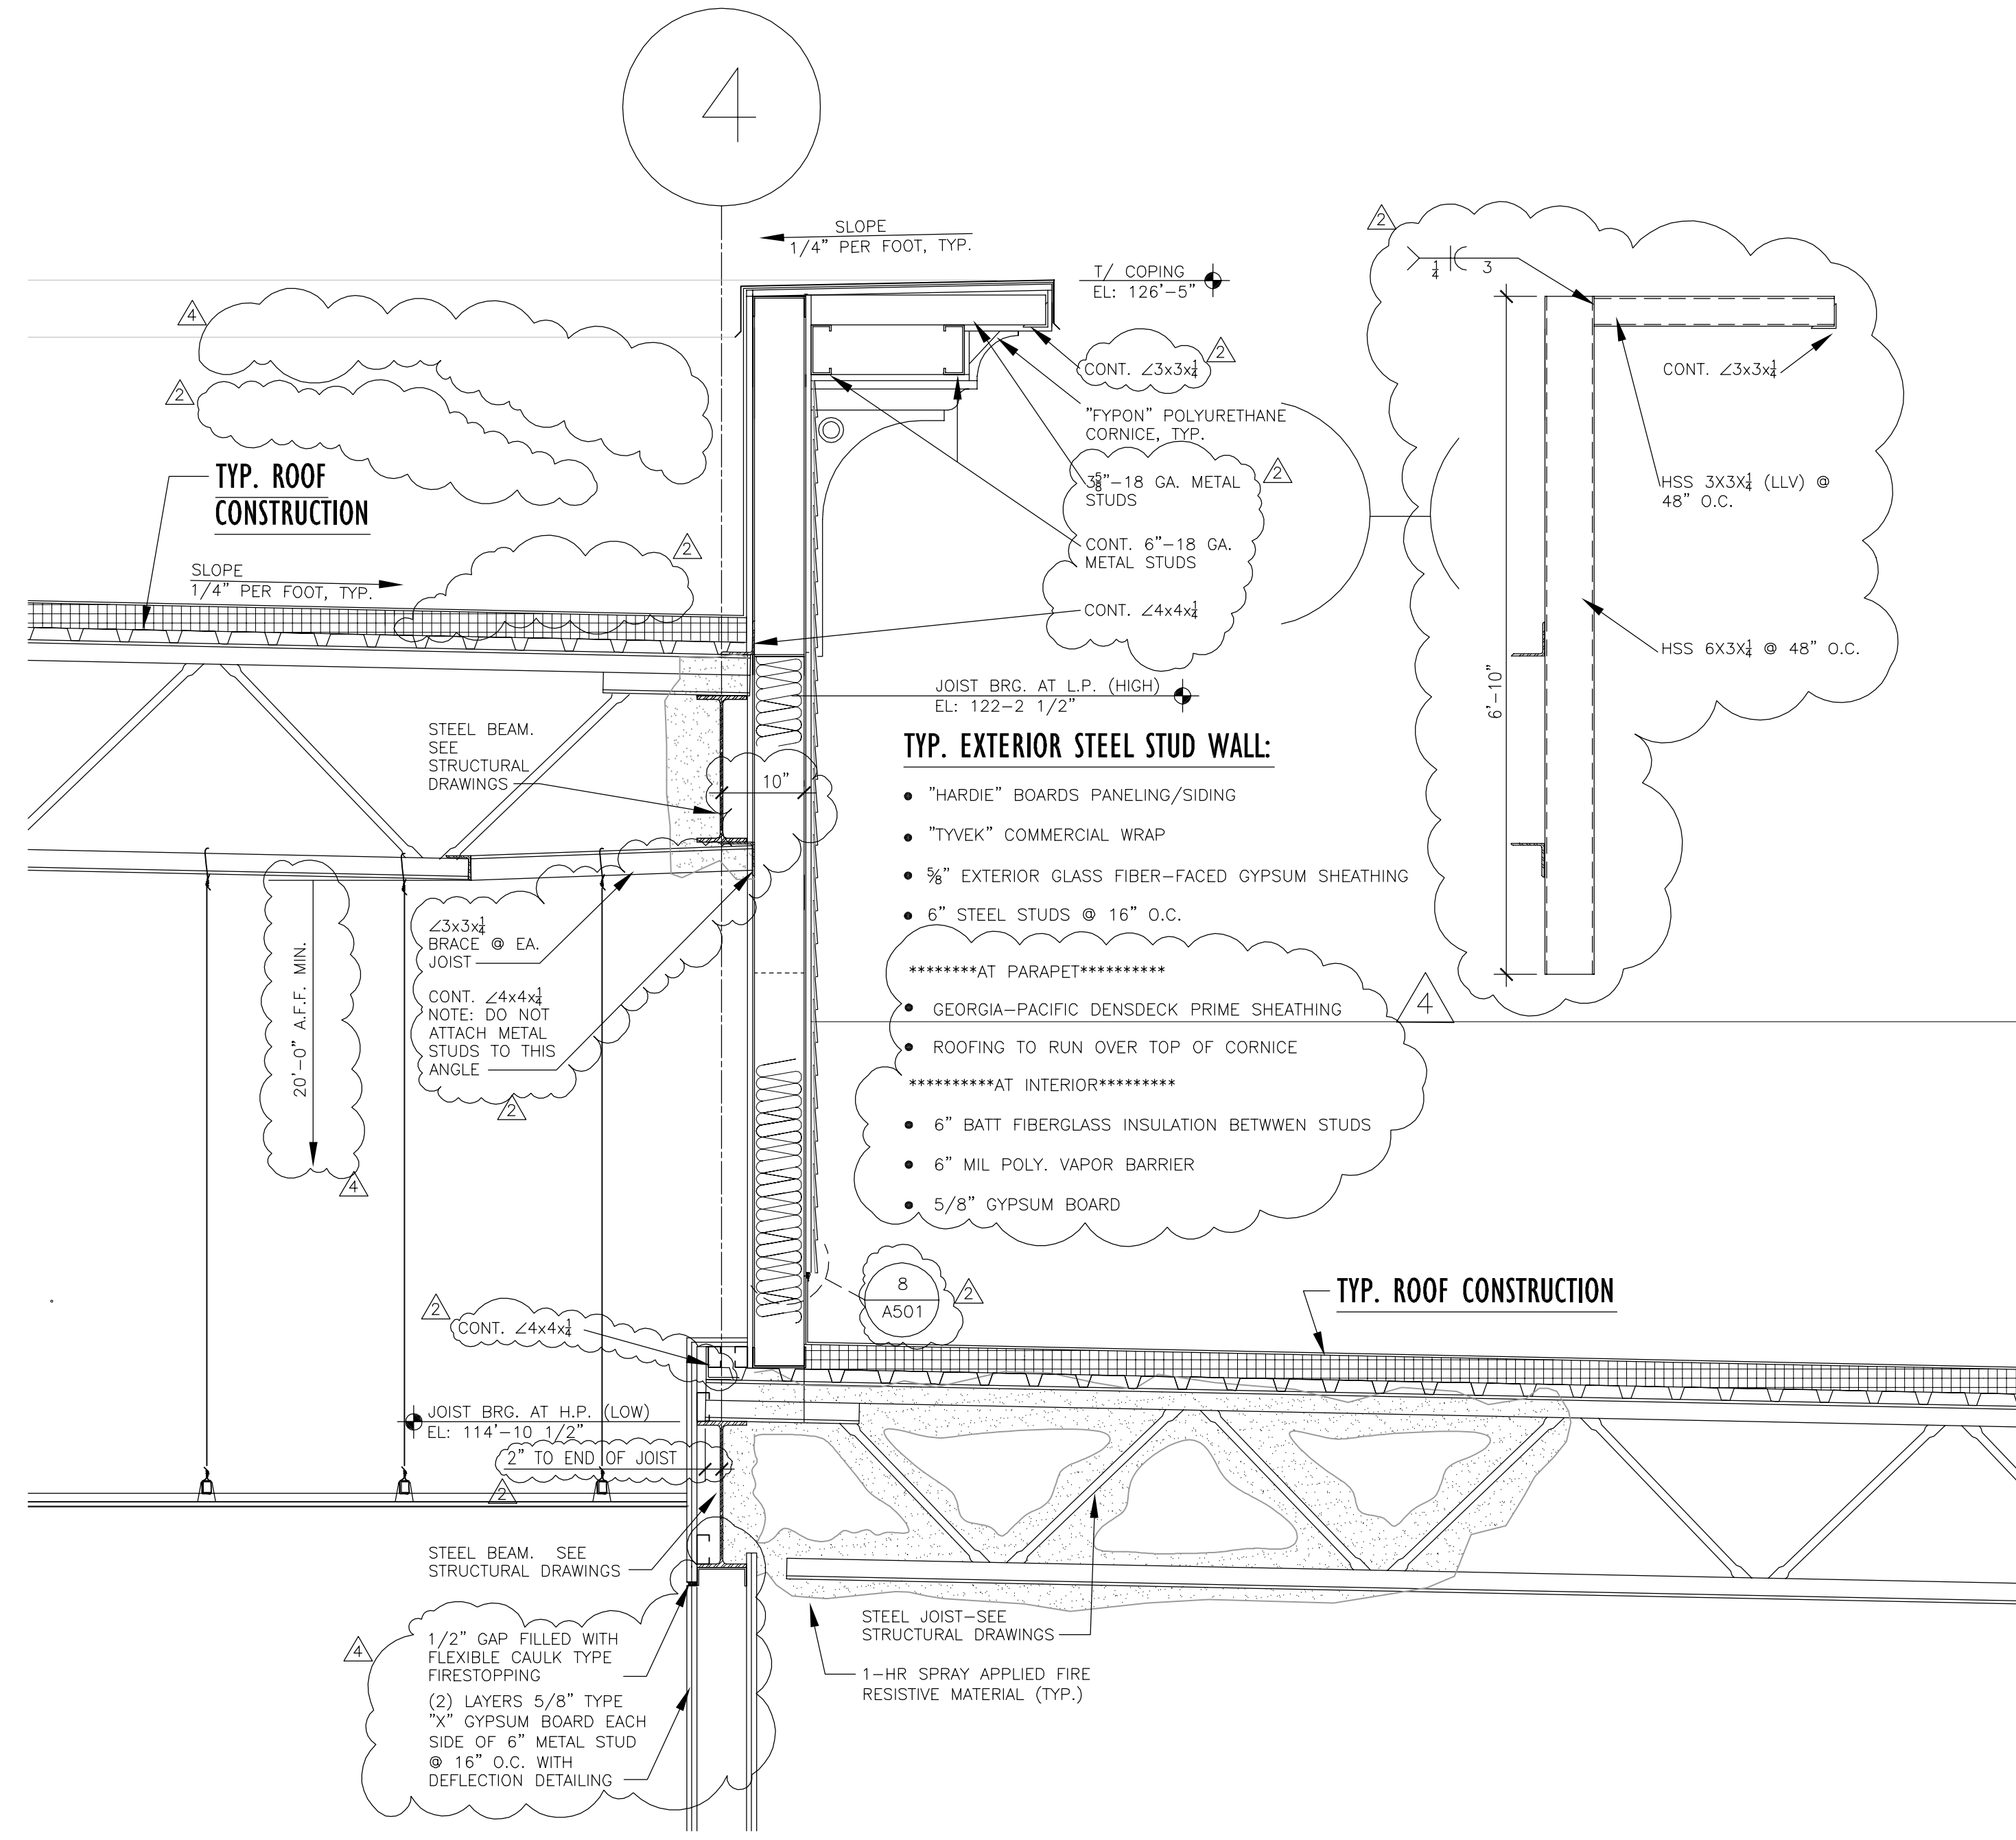 4
SLOPE
1/4" PER FOOT, TYP.
T/ COPING
EL: 126'-5"
2
1/4
3
4
2
CONT. ∠3x3x1/4
2
CONT. ∠3x3x1/4
"FYPON" POLYURETHANE
CORNICE, TYP.
2
TYP. ROOF
CONSTRUCTION
3 5/8"-18 GA. METAL
STUDS
2
CONT. 6"-18 GA.
METAL STUDS
CONT. ∠4x4x1/4
HSS 3X3X1/4 (LLV) @
48" O.C.
HSS 6X3X1/4 @ 48" O.C.
6'-10"
SLOPE
1/4" PER FOOT, TYP.
2
JOIST BRG. AT L.P. (HIGH)
EL: 122-2 1/2"
STEEL BEAM.
SEE
STRUCTURAL
DRAWINGS
10"
TYP. EXTERIOR STEEL STUD WALL:
"HARDIE" BOARDS PANELING/SIDING
"TYVEK" COMMERCIAL WRAP
5/8" EXTERIOR GLASS FIBER-FACED GYPSUM SHEATHING
6" STEEL STUDS @ 16" O.C.
********AT PARAPET**********
GEORGIA-PACIFIC DENSDECK PRIME SHEATHING
ROOFING TO RUN OVER TOP OF CORNICE
**********AT INTERIOR*********
6" BATT FIBERGLASS INSULATION BETWWEN STUDS
6" MIL POLY. VAPOR BARRIER
5/8" GYPSUM BOARD
4
∠3x3x1/4
BRACE @ EA.
JOIST
CONT. ∠4x4x1/4
NOTE: DO NOT
ATTACH METAL
STUDS TO THIS
ANGLE
2
20'-0" A.F.F. MIN.
4
8
A501
2
TYP. ROOF CONSTRUCTION
2
CONT. ∠4x4x1/4
JOIST BRG. AT H.P. (LOW)
EL: 114'-10 1/2"
2" TO END OF JOIST
2
STEEL BEAM. SEE
STRUCTURAL DRAWINGS
4
1/2" GAP FILLED WITH
FLEXIBLE CAULK TYPE
FIRESTOPPING
(2) LAYERS 5/8" TYPE
"X" GYPSUM BOARD EACH
SIDE OF 6" METAL STUD
@ 16" O.C. WITH
DEFLECTION DETAILING
STEEL JOIST-SEE
STRUCTURAL DRAWINGS
1-HR SPRAY APPLIED FIRE
RESISTIVE MATERIAL (TYP.)